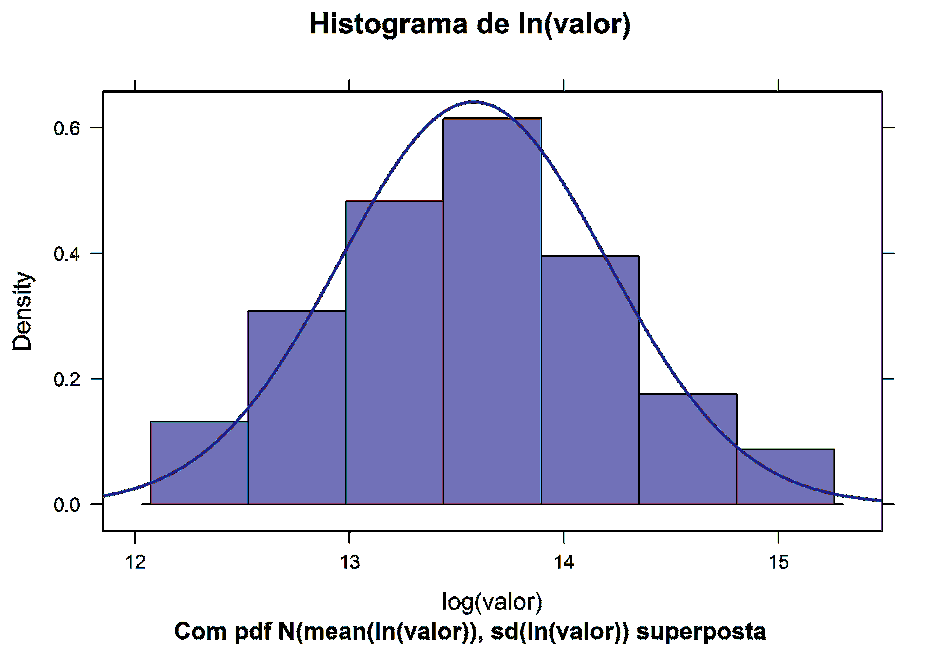 Histograma de ln(valor)
Density
0.6
0.4
0.2
0.0
12 13 14 15
log(valor)
Com pdf N(mean(ln(valor)), sd(ln(valor)) superposta